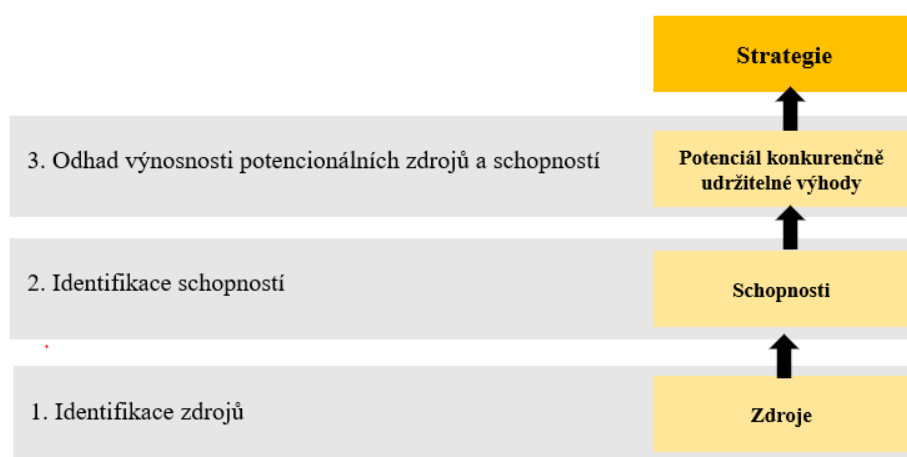 Strategie
3. Odhad výnosnosti potencionálních zdrojů a schopností
Potenciál konkurenčně
udržitelné výhody
2. Identifikace schopností
Schopnosti
1. Identifikace zdrojů
Zdroje